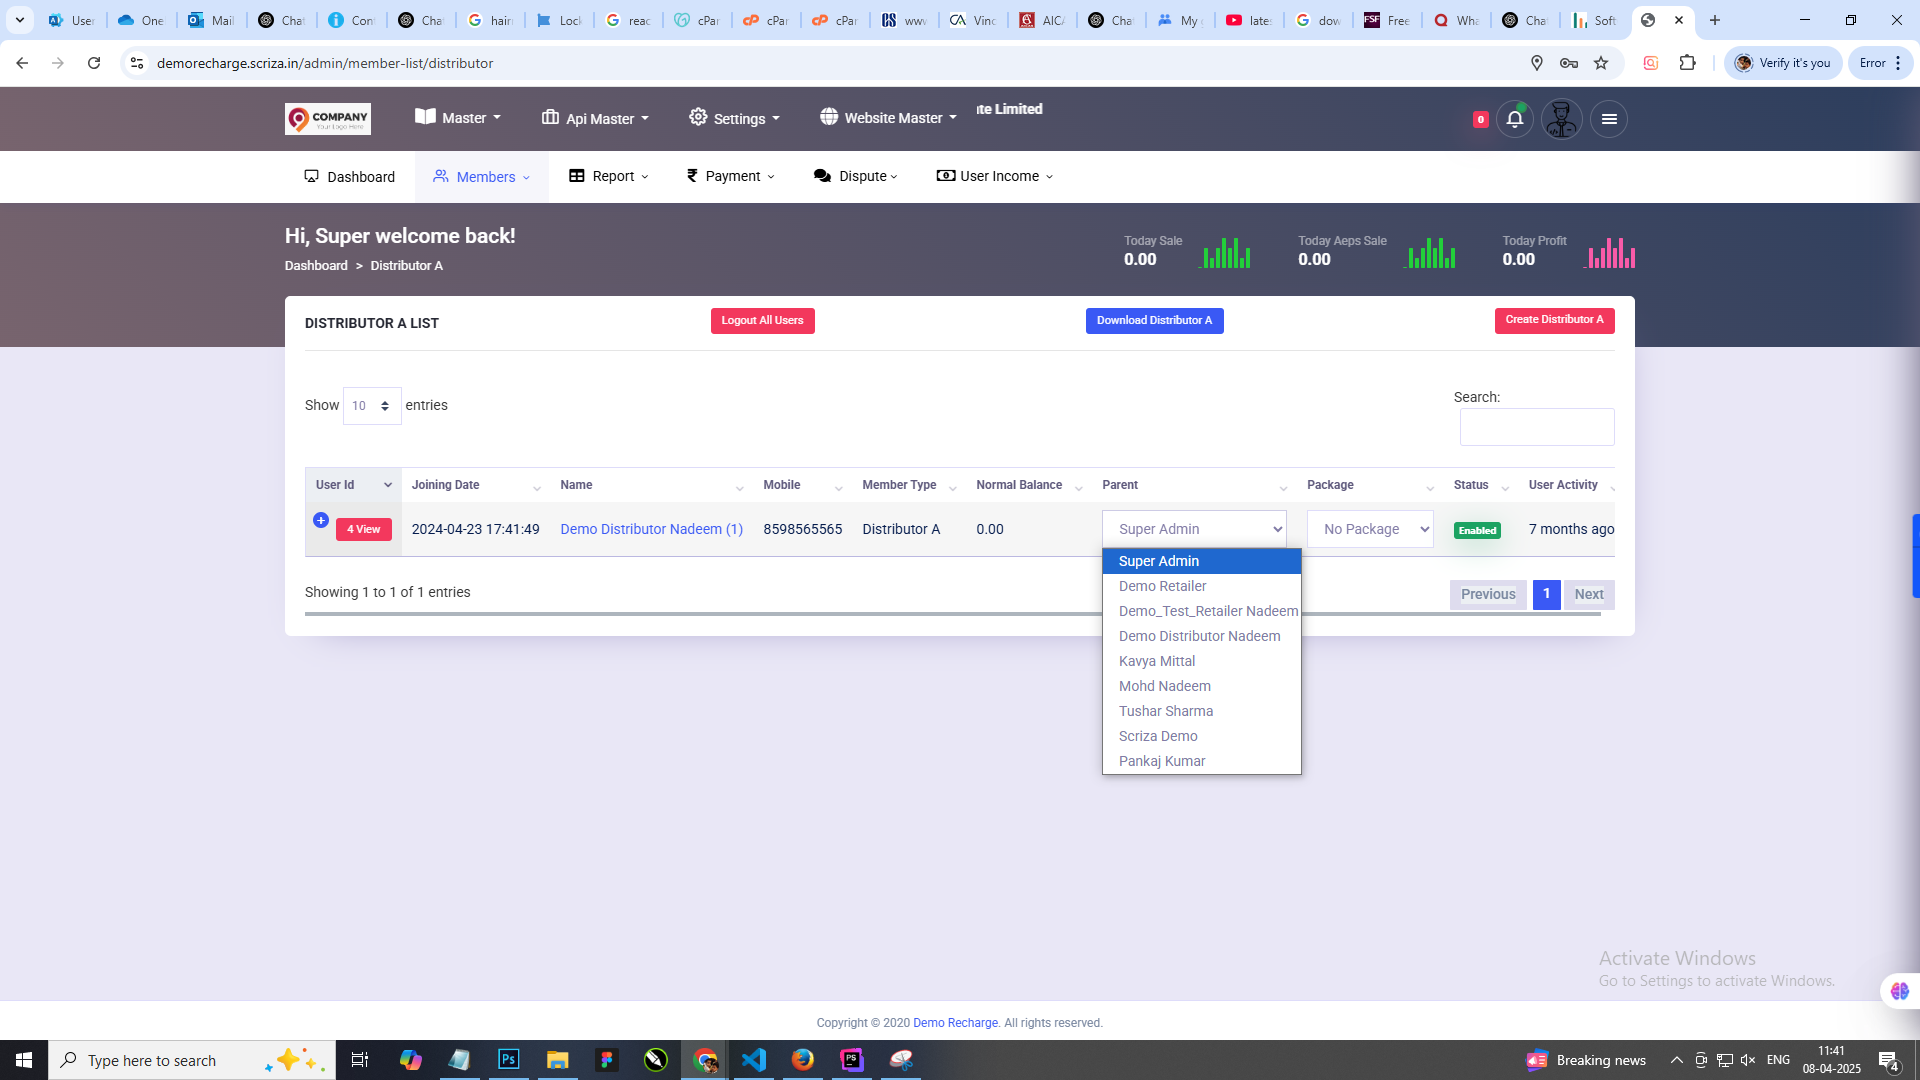 User
One
Mail
Chat
Con
Chat
hair
Lock
reac
cPar
cPar
cPar
www
Vinc
AICA
Chat
My
late
dow
Free
Wha
Chat
Soft
demorecharge.scriza.in/admin/member-list/distributor
Verify it's you
Error
COMPANY
Your Logo Here
Master
Api Master
Settings
Website Master
te Limited
0
Dashboard
Members
Report
Payment
Dispute
User Income
Hi, Super welcome back!
Dashboard > Distributor A
Today Sale
0.00
Today Aeps Sale
0.00
Today Profit
0.00
DISTRIBUTOR A LIST
Logout All Users
Download Distributor A
Create Distributor A
Show 10 entries
Search:
User Id Joining Date Name Mobile Member Type Normal Balance Parent Package Status User Activity
4 View 2024-04-23 17:41:49 Demo Distributor Nadeem (1) 8598565565 Distributor A 0.00 Super Admin No Package Enabled 7 months ago
Super Admin
Demo Retailer
Demo_Test_Retailer Nadeem
Demo Distributor Nadeem
Kavya Mittal
Mohd Nadeem
Tushar Sharma
Scriza Demo
Pankaj Kumar
Showing 1 to 1 of 1 entries
Previous 1 Next
Activate Windows
Go to Settings to activate Windows.
Copyright © 2020 Demo Recharge. All rights reserved.
Type here to search
Ps
PS
Breaking news
ENG
11:41
08-04-2025
4